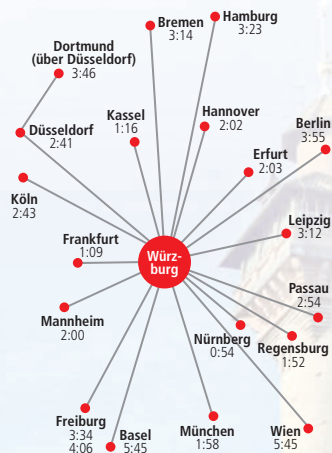 Bremen
3:14
Hamburg
3:23
Dortmund
(über Düsseldorf)
3:46
Kassel
1:16
Hannover
2:02
Berlin
3:55
Düsseldorf
2:41
Erfurt
2:03
Köln
2:43
Leipzig
3:12
Frankfurt
1:09
Würz-
burg
Passau
2:54
Mannheim
2:00
Nürnberg
0:54
Regensburg
1:52
Freiburg
3:34
4:06
Basel
5:45
München
1:58
Wien
5:45